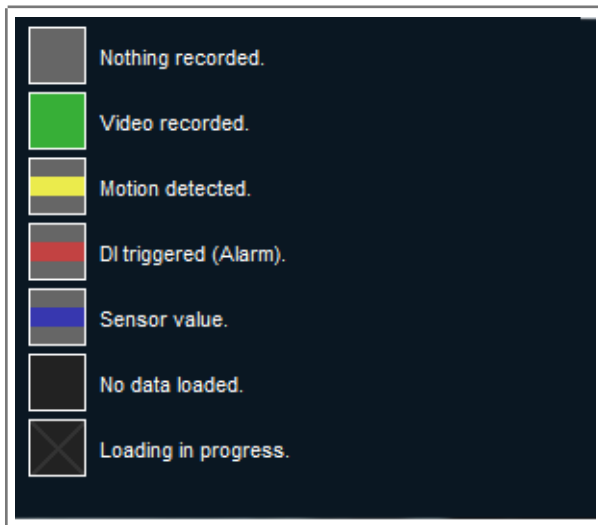 Nothing recorded.
Video recorded.
Motion detected.
DI triggered (Alarm).
Sensor value.
No data loaded.
Loading in progress.